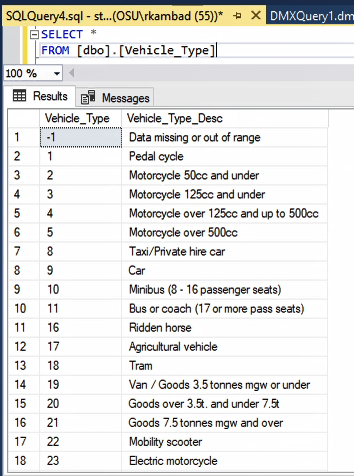 SQLQuery4.sql - st...(OSU\rkambad (55))* DMXQuery1.dm
SELECT *
FROM [dbo].[Vehicle_Type]
100 %
Results Messages
Vehicle_Type Vehicle_Type_Desc
1 -1 Data missing or out of range
2 1 Pedal cycle
3 2 Motorcycle 50cc and under
4 3 Motorcycle 125cc and under
5 4 Motorcycle over 125cc and up to 500cc
6 5 Motorcycle over 500cc
7 8 Taxi/Private hire car
8 9 Car
9 10 Minibus (8 - 16 passenger seats)
10 11 Bus or coach (17 or more pass seats)
11 16 Ridden horse
12 17 Agricultural vehicle
13 18 Tram
14 19 Van / Goods 3.5 tonnes mgw or under
15 20 Goods over 3.5t. and under 7.5t
16 21 Goods 7.5 tonnes mgw and over
17 22 Mobility scooter
18 23 Electric motorcycle